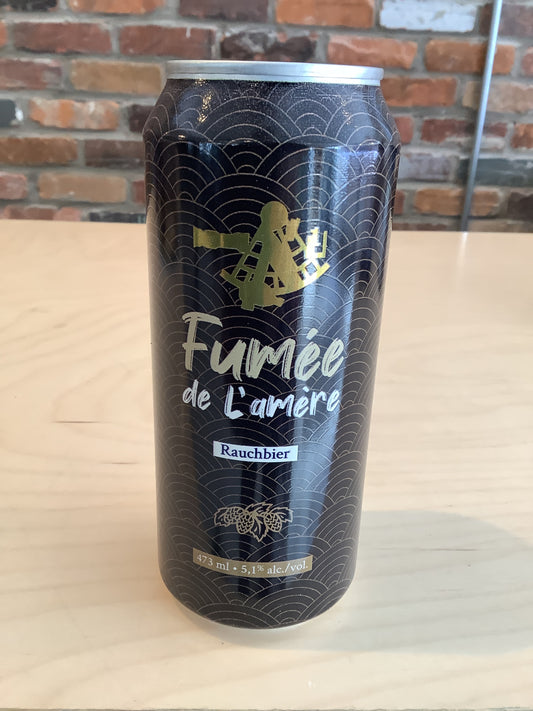 Fumée
de L'amère
Rauchbier
473 ml • 5,1% alc./vol.